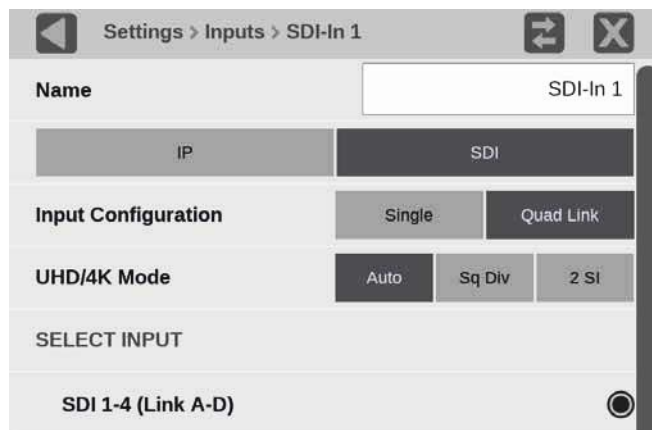 Settings > Inputs > SDI-In 1
Name SDI-In 1
IP SDI
Input Configuration Single Quad Link
UHD/4K Mode Auto Sq Div 2 SI
SELECT INPUT
SDI 1-4 (Link A-D)